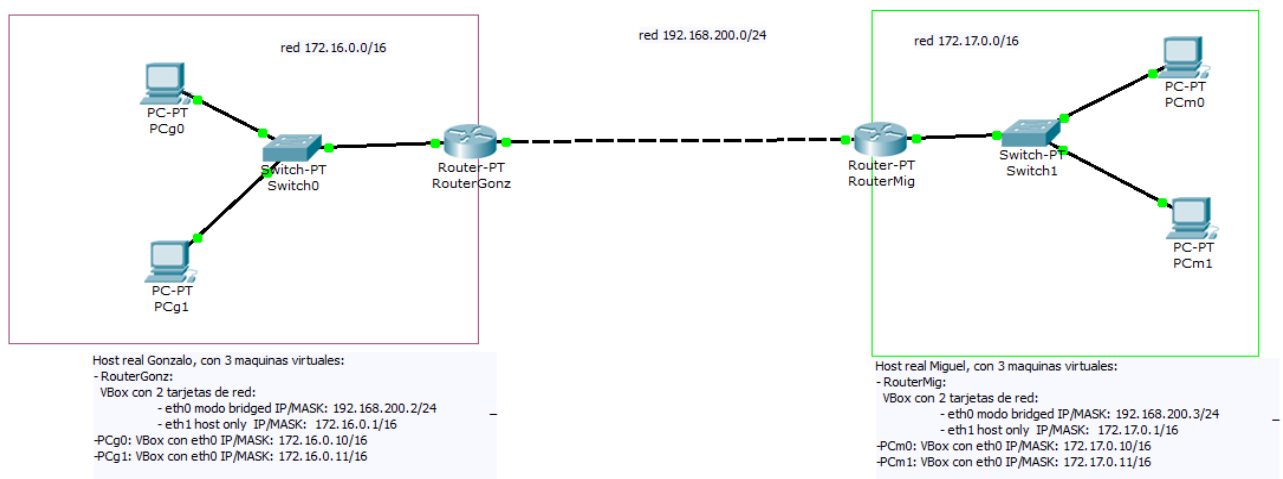 red 172.16.0.0/16
red 192.168.200.0/24
red 172.17.0.0/16
PC-PT
PCg0
Switch-PT
Switch0
Router-PT
RouterGonz
PC-PT
PCg1
Router-PT
RouterMig
Switch-PT
Switch1
PC-PT
PCm0
PC-PT
PCm1
Host real Gonzalo, con 3 maquinas virtuales:
- RouterGonz:
VBox con 2 tarjetas de red:
- eth0 modo bridged IP/MASK: 192.168.200.2/24
- eth1 host only IP/MASK: 172.16.0.1/16
-PCg0: VBox con eth0 IP/MASK: 172.16.0.10/16
-PCg1: VBox con eth0 IP/MASK: 172.16.0.11/16
Host real Miguel, con 3 maquinas virtuales:
- RouterMig:
VBox con 2 tarjetas de red:
- eth0 modo bridged IP/MASK: 192.168.200.3/24
- eth1 host only IP/MASK: 172.17.0.1/16
-PCm0: VBox con eth0 IP/MASK: 172.17.0.10/16
-PCm1: VBox con eth0 IP/MASK: 172.17.0.11/16